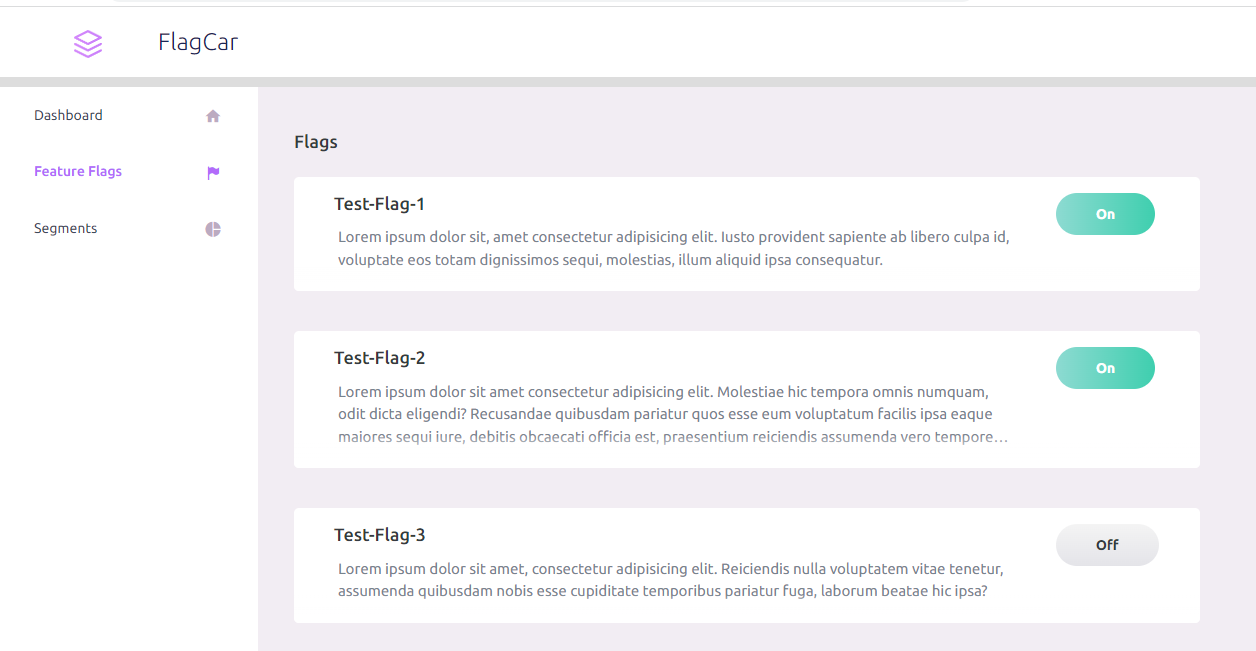 FlagCar
Dashboard
Feature Flags
Segments
Flags
Test-Flag-1
On
Lorem ipsum dolor sit, amet consectetur adipisicing elit. Iusto provident sapiente ab libero culpa id,
voluptate eos totam dignissimos sequi, molestias, illum aliquid ipsa consequatur.
Test-Flag-2
On
Lorem ipsum dolor sit amet consectetur adipisicing elit. Molestiae hic tempora omnis numquam,
odit dicta eligendi? Recusandae quibusdam pariatur quos esse eum voluptatum facilis ipsa eaque
maiores sequi iure, debitis obcaecati officia est, praesentium reiciendis assumenda vero tempore…
Test-Flag-3
Off
Lorem ipsum dolor sit amet, consectetur adipisicing elit. Reiciendis nulla voluptatem vitae tenetur,
assumenda quibusdam nobis esse cupiditate temporibus pariatur fuga, laborum beatae hic ipsa?